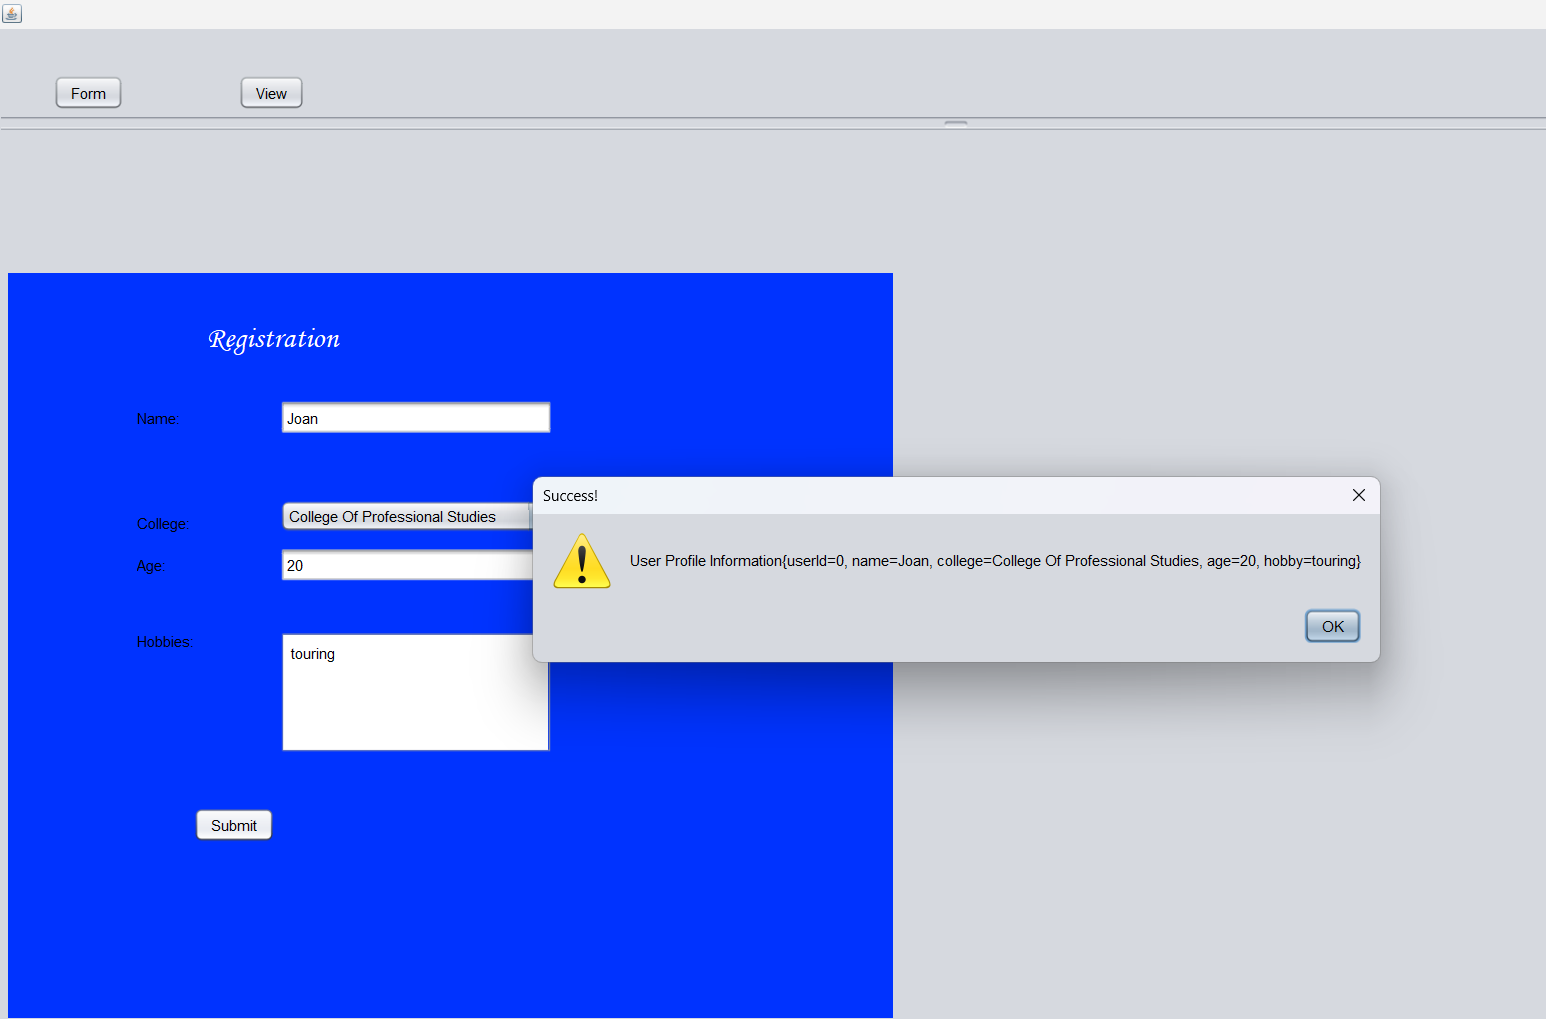 Form
View
Registration
Name:
Joan
College:
College Of Professional Studies
Age:
20
Hobbies:
touring
Submit
Success!
User Profile Information{userId=0, name=Joan, college=College Of Professional Studies, age=20, hobby=touring}
OK